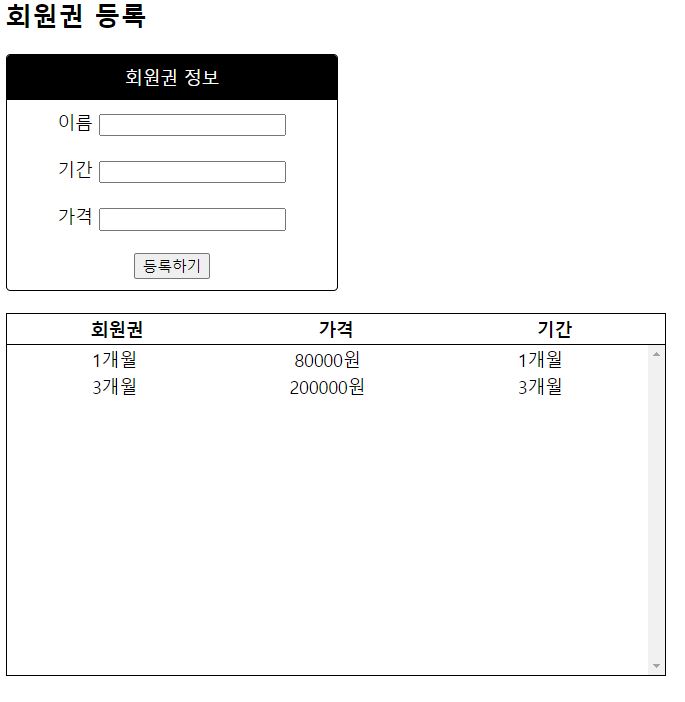 회원권 등록
회원권 정보
이름
기간
가격
등록하기
회원권 가격 기간
1개월 80000원 1개월
3개월 200000원 3개월